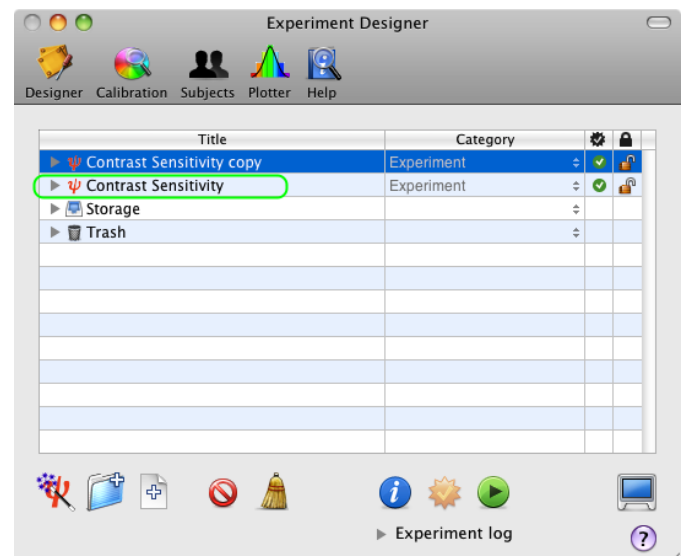 Experiment Designer
Designer Calibration Subjects Plotter Help
Title Category
Contrast Sensitivity copy Experiment
Contrast Sensitivity Experiment
Storage
Trash
Experiment log